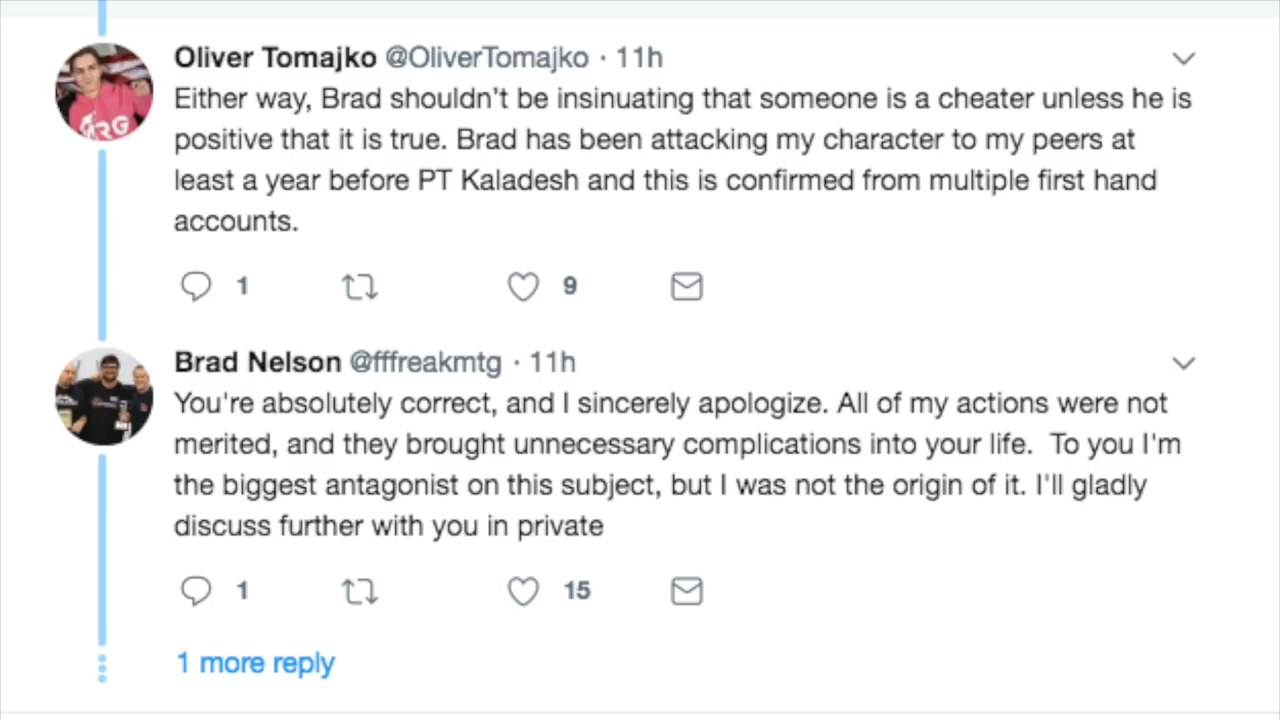 Oliver Tomajko @OliverTomajko · 11h
Either way, Brad shouldn't be insinuating that someone is a cheater unless he is
positive that it is true. Brad has been attacking my character to my peers at
least a year before PT Kaladesh and this is confirmed from multiple first hand
accounts.
1 9
Brad Nelson @fffreakmtg · 11h
You're absolutely correct, and I sincerely apologize. All of my actions were not
merited, and they brought unnecessary complications into your life.  To you I'm
the biggest antagonist on this subject, but I was not the origin of it. I'll gladly
discuss further with you in private
1 15
1 more reply